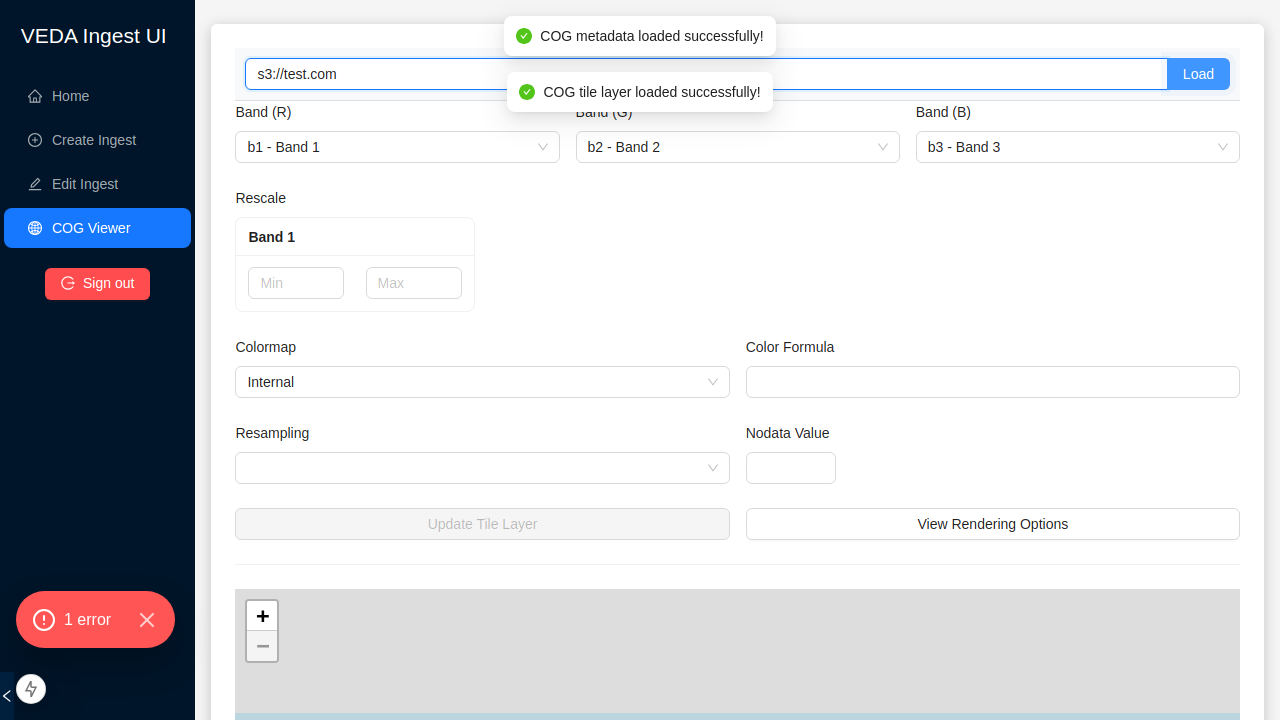 VEDA Ingest UI
Home
Create Ingest
Edit Ingest
COG Viewer
Sign out
1 error
COG metadata loaded successfully!
s3://test.com
Load
COG tile layer loaded successfully!
Band (R)
Band (G)
Band (B)
b1 - Band 1
b2 - Band 2
b3 - Band 3
Rescale
Band 1
Min
Max
Colormap
Color Formula
Internal
Resampling
Nodata Value
Update Tile Layer
View Rendering Options
+
−